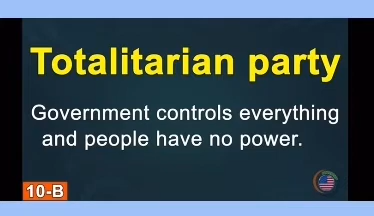 Totalitarian party
Government controls everything
and people have no power.
10-B